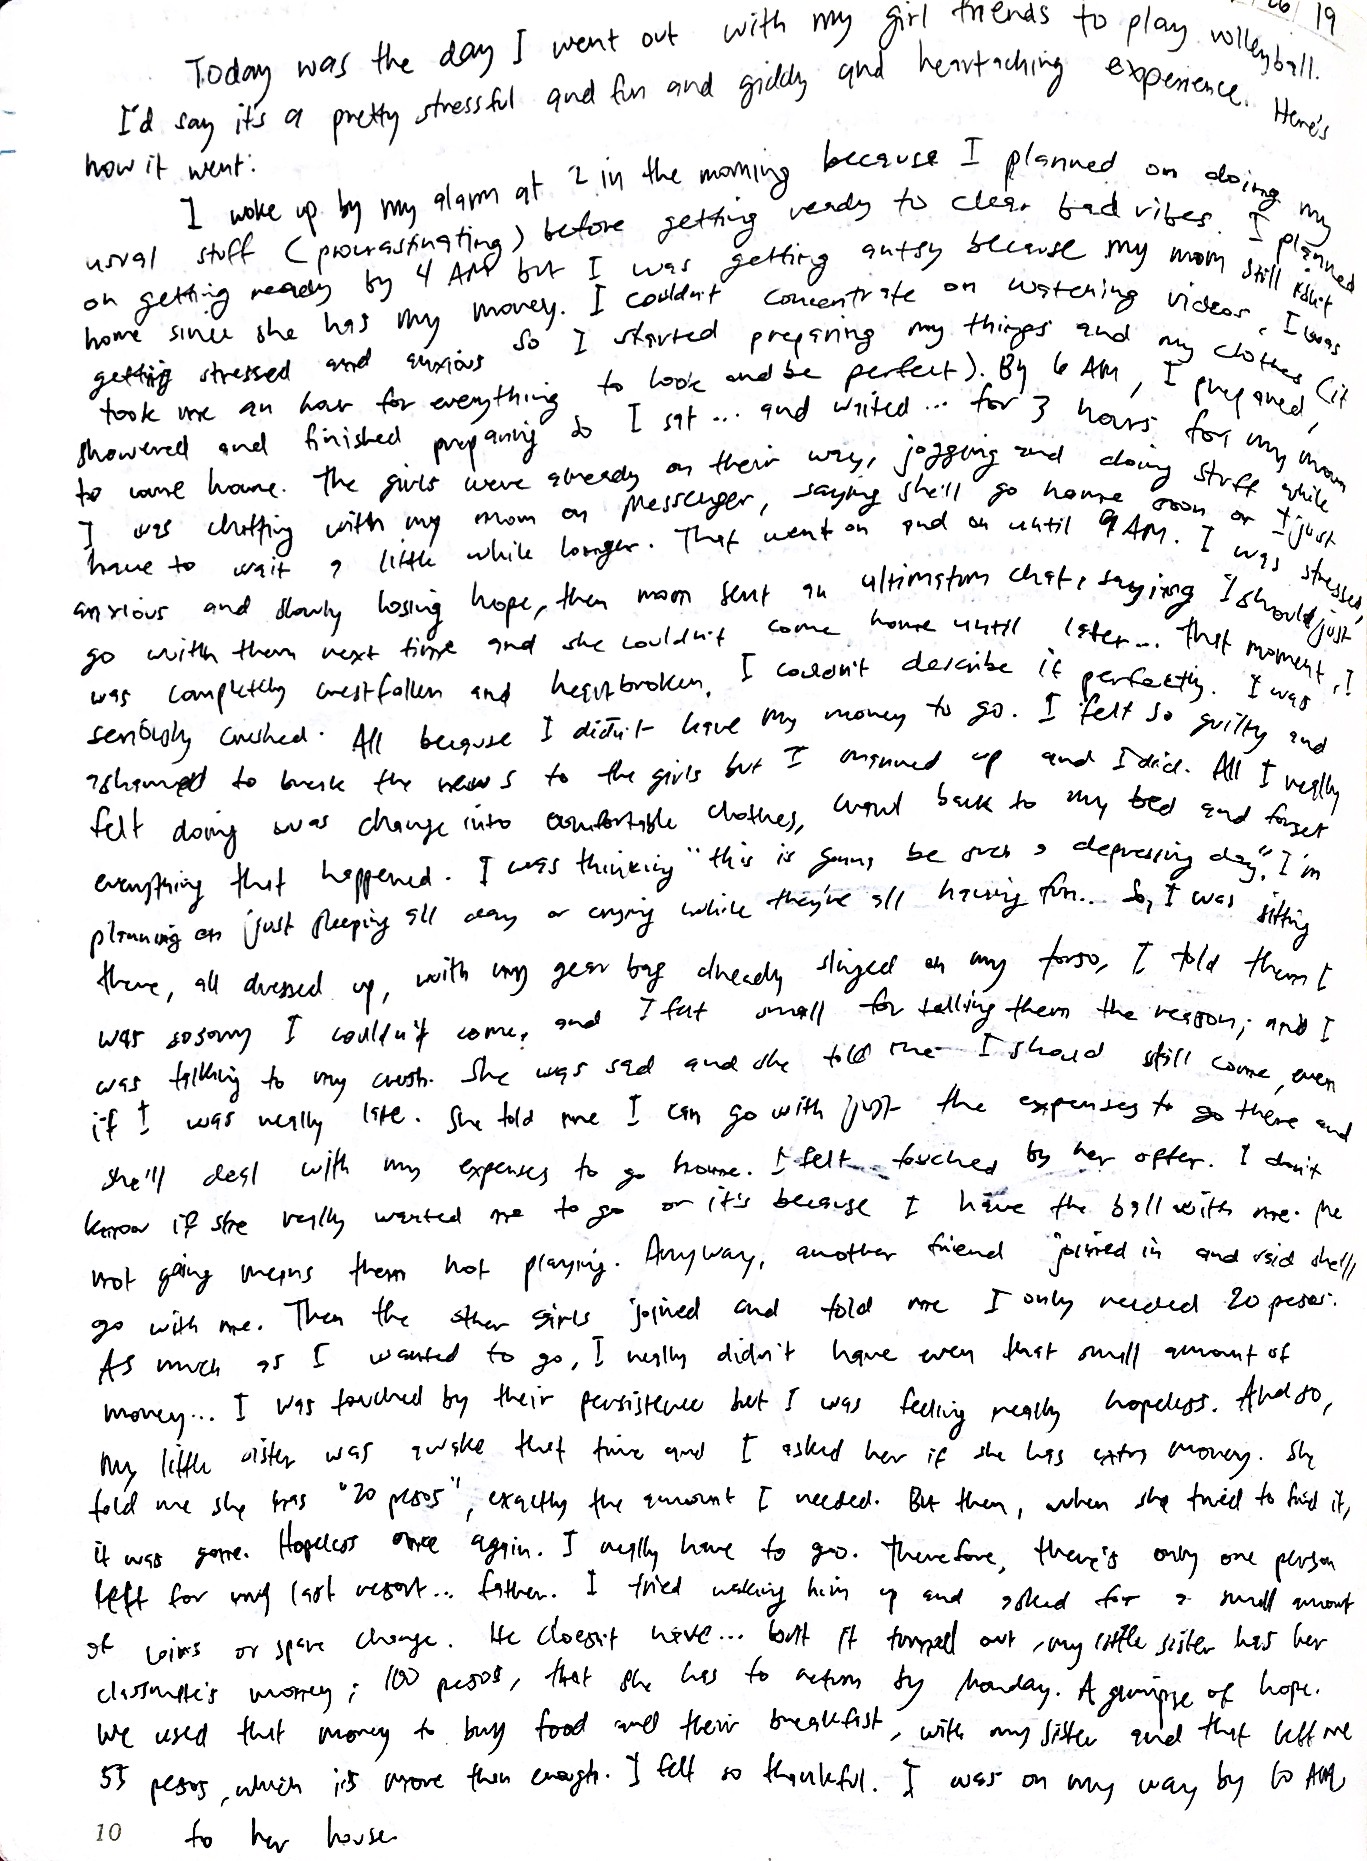 26 19
Today was the day I went out with my girl friends to play volleyball.
I'd say it's a pretty stressful and fun and giddy and heartaching experience. Here's
how it went:
I woke up by my alarm at 2 in the morning because I planned on doing my
usual stuff (procrastinating) before getting ready to clear bad vibes. I planned
on getting ready by 4 AM but I was getting antsy because my mom still isn't
home since she has my money. I couldn't concentrate on watching videos, I was
getting stressed and anxious so I started preparing my things and my clothes (it
took me an hour for everything to look and be perfect). By 6 AM, I prepared,
showered and finished preparing so I sat... and waited... for 3 hours for my mom
to come home. The girls were already on their way, jogging and doing stuff while
I was chatting with my mom on Messenger, saying she'll go home soon or I just
have to wait a little while longer. That went on and on until 9 AM. I was stressed,
anxious and slowly losing hope, then mom sent an ultimatum chat, saying I should just
go with them next time and she couldn't come home until later... That moment, I
was completely crestfallen and heartbroken. I couldn't describe it perfectly. I was
seriously crushed. All because I didn't have my money to go. I felt so guilty and
ashamed to break the news to the girls but I manned up and I did. All I really
felt doing was change into comfortable clothes, crawl back to my bed and forget
everything that happened. I was thinking "this is gonna be such a depressing day". I'm
planning on just sleeping all day or crying while they're all having fun... So, I was sitting
there, all dressed up, with my gear bag already slinged on my torso, I told them I
was so sorry I couldn't come, and I felt small for telling them the reason; and I
was talking to my crush. She was sad and she told me I should still come, even
if I was really late. She told me I can go with just the expenses to go there and
she'll deal with my expenses to go home. I felt touched by her offer. I don't
know if she really wanted me to go or it's because I have the ball with me. Me
not going means them not playing. Anyway, another friend joined in and said she'll
go with me. Then the other girls joined and told me I only needed 20 pesos.
As much as I wanted to go, I really didn't have even that small amount of
money... I was touched by their persistence but I was feeling really hopeless. And so,
my little sister was awake that time and I asked her if she has extra money. She
told me she has "20 pesos", exactly the amount I needed. But then, when she tried to find it,
it was gone. Hopeless once again. I really have to go. Therefore, there's only one person
left for my last resort... father. I tried waking him up and asked for a small amount
of coins or spare change. He doesn't have... but it turned out, my little sister has her
classmate's money; 100 pesos, that she has to return by Monday. A glimpse of hope.
We used that money to buy food and their breakfast, with my sister and that left me
55 pesos, which is more than enough. I felt so thankful. I was on my way by 10 AM
to her house.
10